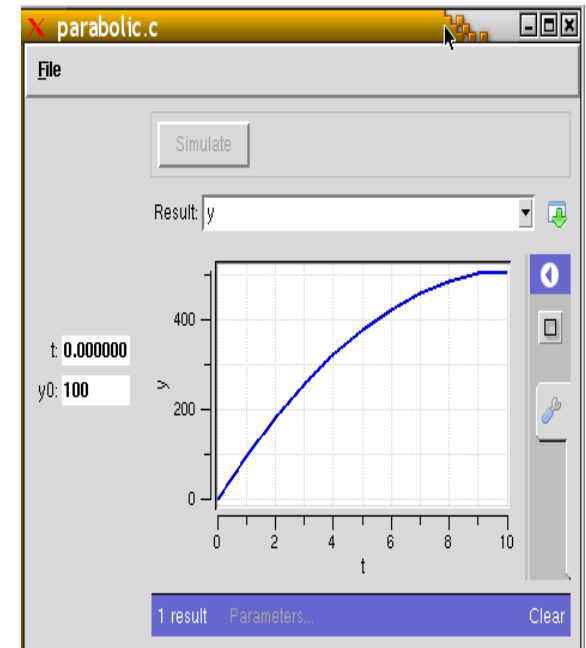 parabolic.c
File
Simulate
Result: y
t: 0.000000
y0: 100
y
400
200
0
0 2 4 6 8 10
t
1 result Parameters... Clear